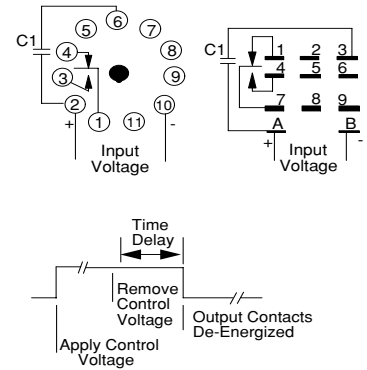 C1
6
5
7
4
8
3
9
2
10
1
11
+
-
Input
Voltage
C1
1 2 3
4 5 6
7 8 9
A B
+ Input -
Voltage
Time
Delay
Remove
Control
Voltage
Output Contacts
De-Energized
Apply Control
Voltage